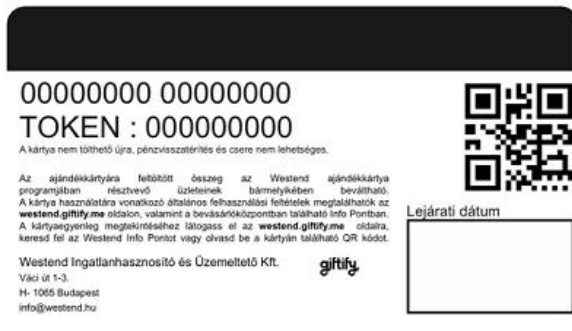 00000000 00000000
TOKEN : 000000000
A kártya nem tölthető újra, pénzvisszatérítés és csere nem lehetséges.
Az ajándékkártyára feltöltött összeg az Westend ajándékkártya
programjában résztvevő üzleteinek bármelyikében beváltható.
A kártya használatára vonatkozó általános felhasználási feltételek megtalálhatók az
westend.giftify.me oldalon, valamint a bevásárlóközpontban található Info Pontban.
A kártyaegyenleg megtekintéséhez látogass el az westend.giftify.me oldalra,
keresd fel az Westend Info Pontot vagy olvasd be a kártyán található QR kódot.
Westend Ingatlanhasznosító és Üzemeltető Kft.
giftify
Váci út 1-3.
H- 1065 Budapest
info@westend.hu
Lejárati dátum